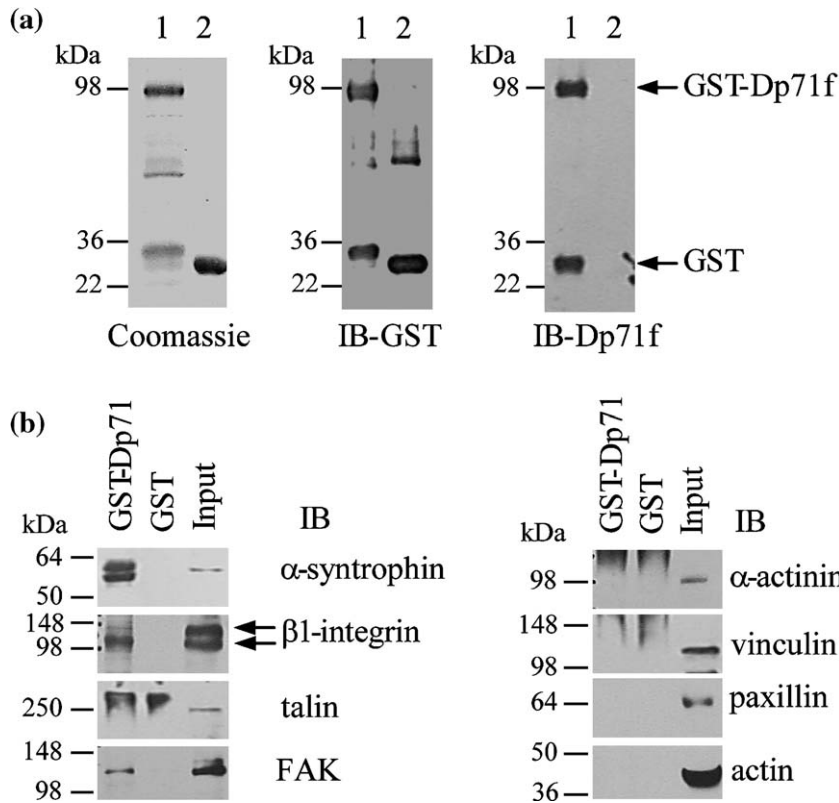 (a)
1 2 1 2 1 2
kDa kDa kDa
98 98 98 GST-Dp71f
36 36 36
GST
22 22 22
Coomassie IB-GST IB-Dp71f
(b)
GST-Dp71 GST Input IB
kDa
64 α-syntrophin
50
148 β1-integrin
98
250 talin
148 FAK
98
GST-Dp71 GST Input IB
kDa
98 α-actinin
148 vinculin
98
64 paxillin
50 actin
36